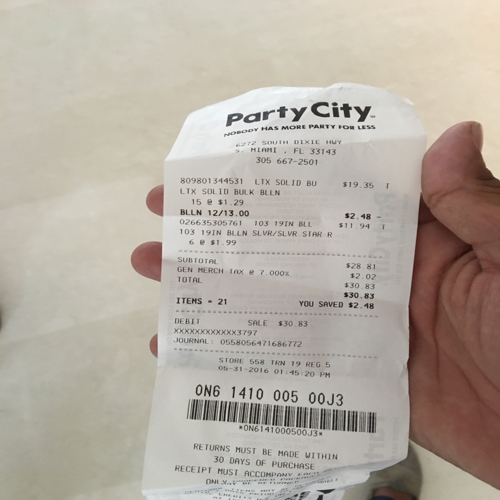 Party City
NOBODY HAS MORE PARTY FOR LESS
6272 SOUTH DIXIE HWY
S. MIAMI , FL 33143
305 667-2501
809801344531 LTX SOLID BU $19.35 T
LTX SOLID BULK BLLN
15 @ $1.29
BLLN 12/13.00 $2.48 -
026635305761 103 19IN BLL $11.94 T
103 19IN BLLN SLVR/SLVR STAR R
6 @ $1.99
SUBTOTAL $28.81
GEN MERCH TAX @ 7.000% $2.02
TOTAL $30.83
$30.83
ITEMS = 21 YOU SAVED $2.48
DEBIT SALE $30.83
XXXXXXXXXXXX3797
JOURNAL: 0558056471686772
STORE 558 TRN 19 REG 5
05-31-2016 01:45:20 PM
0N6 1410 005 00J3
*0N6141000500J3*
RETURNS MUST BE MADE WITHIN
30 DAYS OF PURCHASE
RECEIPT MUST ACCOMPANY